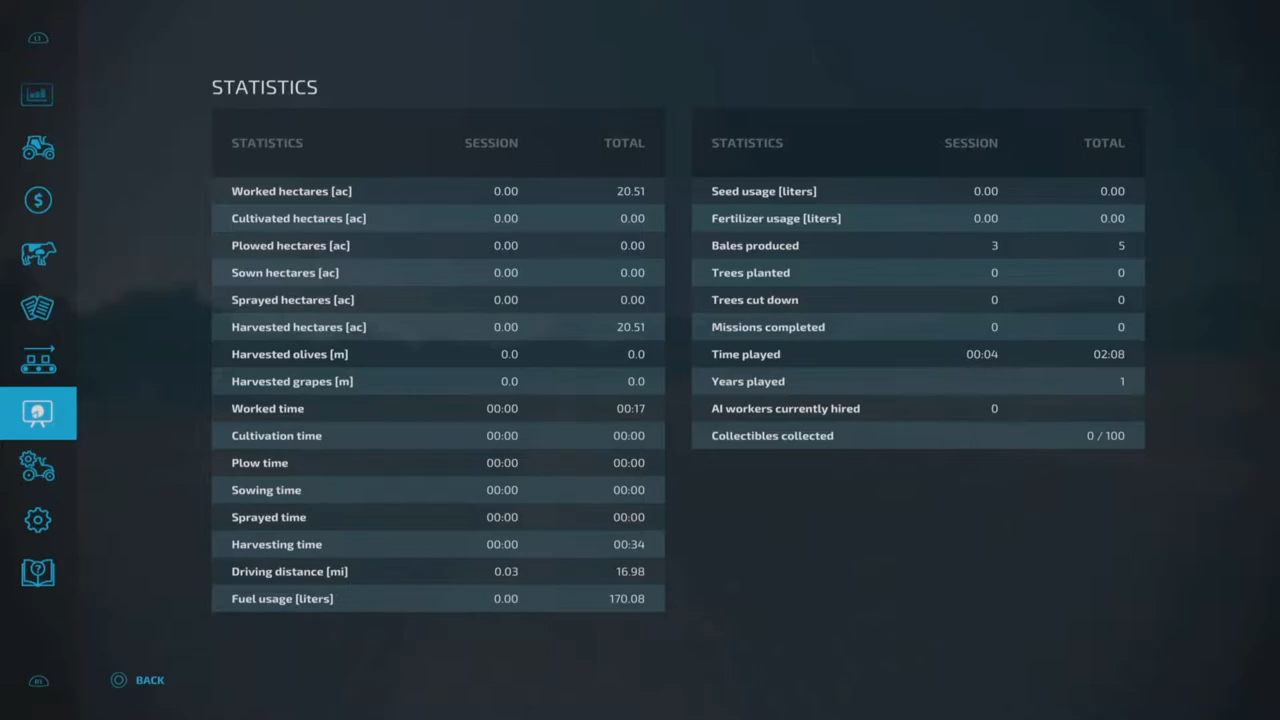 STATISTICS
STATISTICS SESSION TOTAL
Worked hectares [ac] 0.00 20.51
Cultivated hectares [ac] 0.00 0.00
Plowed hectares [ac] 0.00 0.00
Sown hectares [ac] 0.00 0.00
Sprayed hectares [ac] 0.00 0.00
Harvested hectares [ac] 0.00 20.51
Harvested olives [m] 0.0 0.0
Harvested grapes [m] 0.0 0.0
Worked time 00:00 00:17
Cultivation time 00:00 00:00
Plow time 00:00 00:00
Sowing time 00:00 00:00
Sprayed time 00:00 00:00
Harvesting time 00:00 00:34
Driving distance [mi] 0.03 16.98
Fuel usage [liters] 0.00 170.08
STATISTICS SESSION TOTAL
Seed usage [liters] 0.00 0.00
Fertilizer usage [liters] 0.00 0.00
Bales produced 3 5
Trees planted 0 0
Trees cut down 0 0
Missions completed 0 0
Time played 00:04 02:08
Years played 1
AI workers currently hired 0
Collectibles collected 0 / 100
BACK